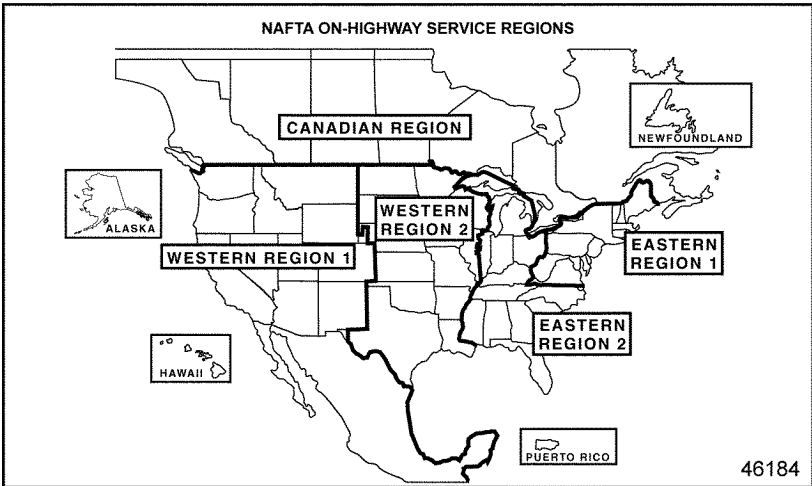 NAFTA ON-HIGHWAY SERVICE REGIONS
CANADIAN REGION
NEWFOUNDLAND
ALASKA
WESTERN
REGION 2
WESTERN REGION 1
EASTERN
REGION 1
EASTERN
REGION 2
HAWAII
PUERTO RICO
46184